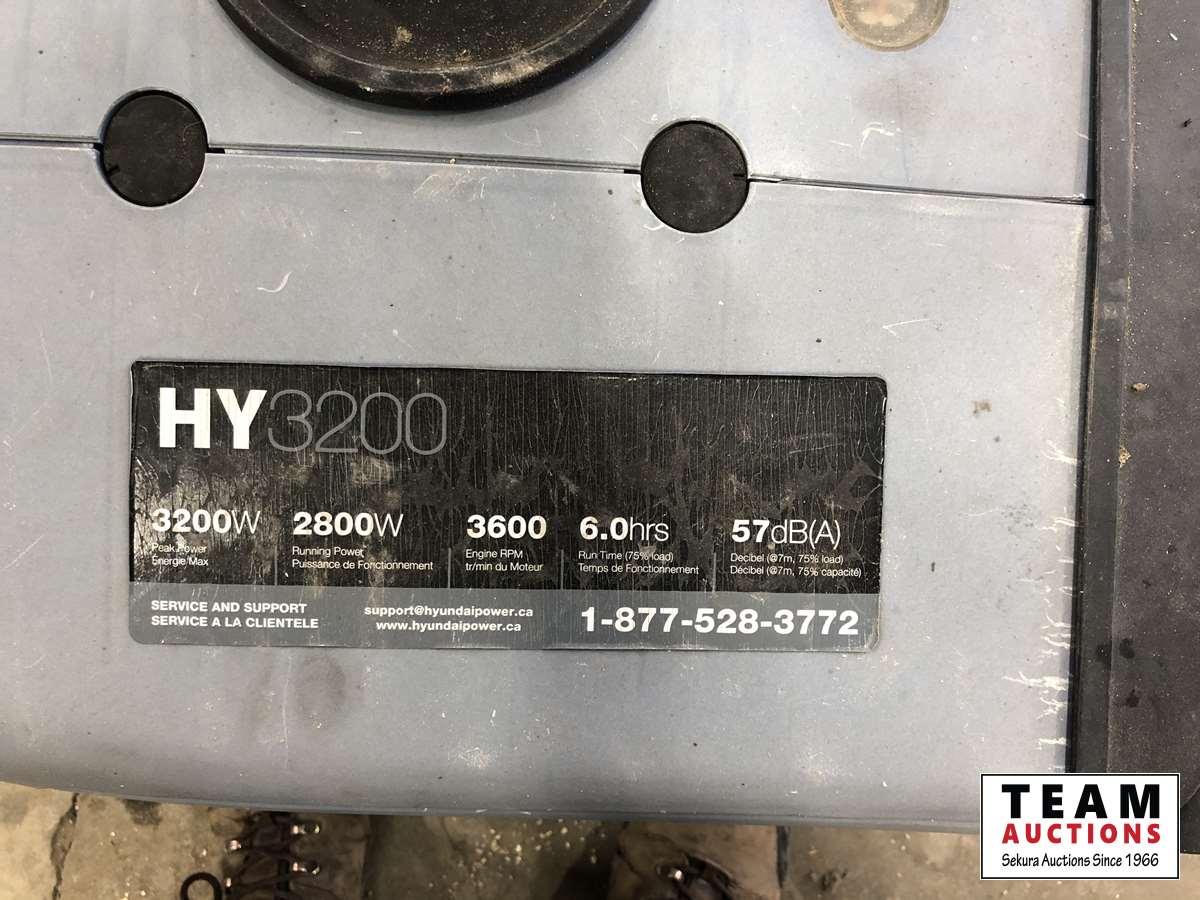 HY3200
3200W
Peak Power
Energie/Max
2800W
Running Power
Puissance de Fonctionnement
3600
Engine RPM
tr/min du Moteur
6.0hrs
Run Time (75% load)
Temps de Fonctionnement
57dB(A)
Decibel (@7m, 75% load)
Décibel (@7m, 75% capacité)
SERVICE AND SUPPORT
SERVICE A LA CLIENTELE
support@hyundaipower.ca
www.hyundaipower.ca
1-877-528-3772
TEAM
AUCTIONS
Sekura Auctions Since 1966